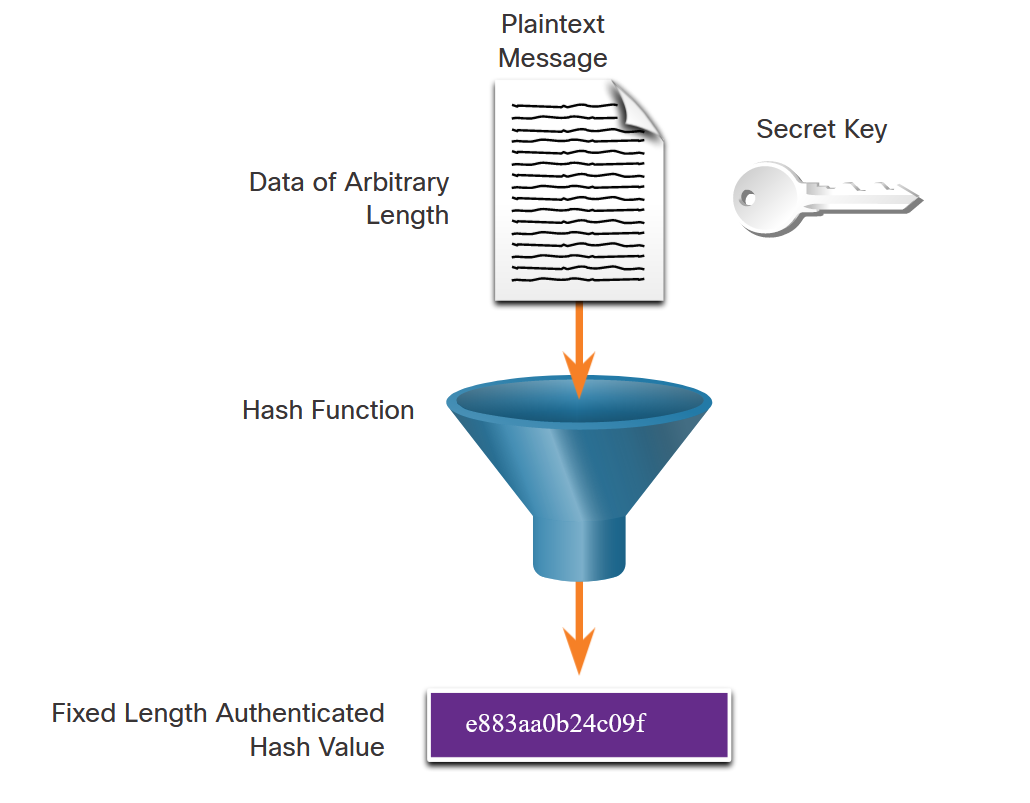 Plaintext
Message
Secret Key
Data of Arbitrary
Length
Hash Function
Fixed Length Authenticated
Hash Value
e883aa0b24c09f